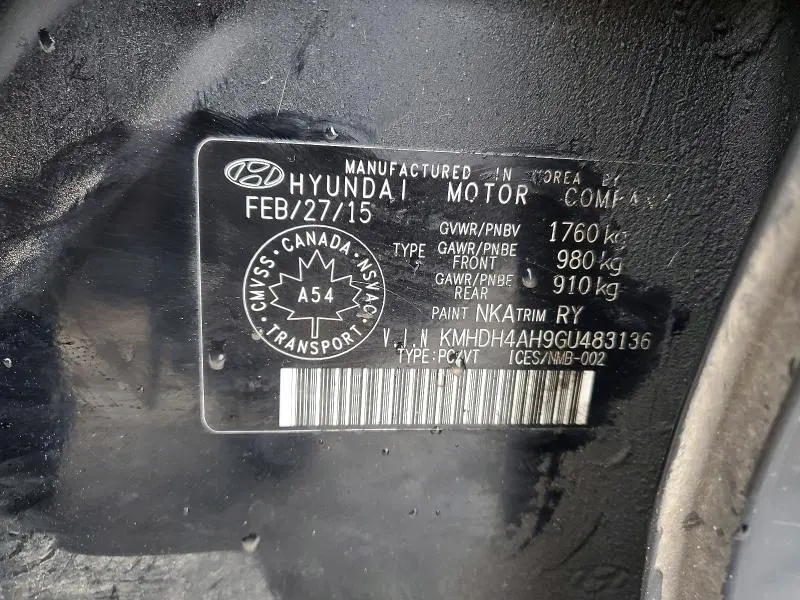 MANUFACTURED IN KOREA BY
HYUNDAI MOTOR COMPANY
FEB/27/15
GVWR/PNBV 1760 kg
TYPE GAWR/PNBE FRONT 980 kg
GAWR/PNBE REAR 910 kg
PAINT NKA TRIM RY
V.I.N KMHDH4AH9GU483136
TYPE:PC/VT ICES/NMB-002
CMVSS · CANADA · NSVAC
A54
· TRANSPORT ·